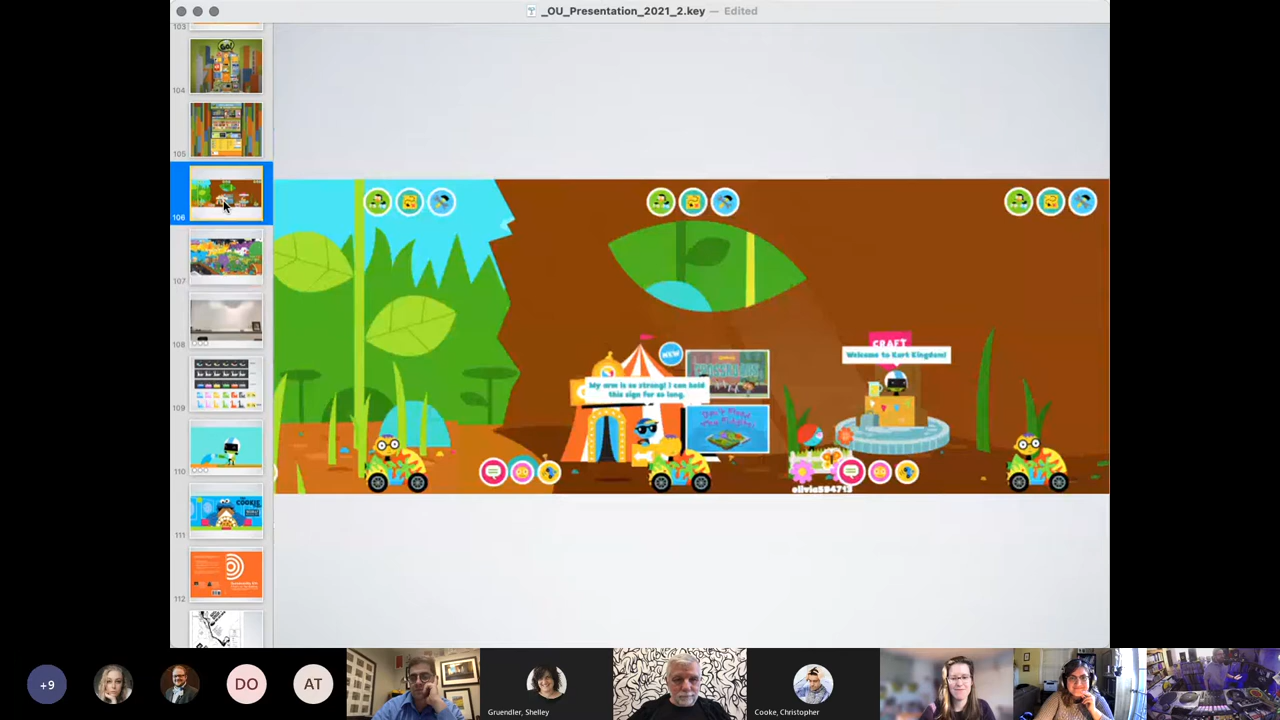 _OU_Presentation_2021_2.key — Edited
103
104
105
106
107
108
109
110
111
112
GO!
COOKIE
NEW
CRAFT
Welcome to Kart Kingdom!
My arm is so strong! I can hold
this sign for so long.
olivia594713
+9
DO
AT
Gruendler, Shelley
Cooke, Christopher